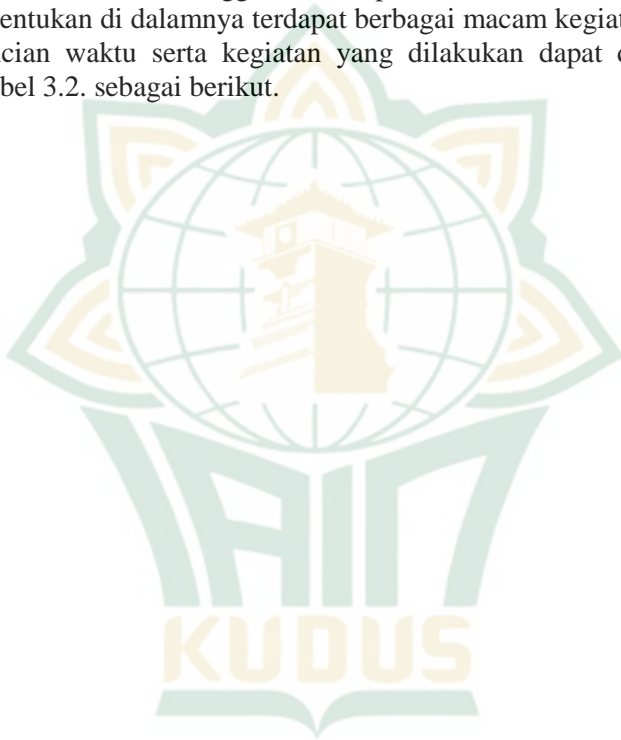 entukan di dalamnya terdapat berbagai macam kegiat
cian waktu serta kegiatan yang dilakukan dapat d
bel 3.2. sebagai berikut.
IAIN
KUDUS